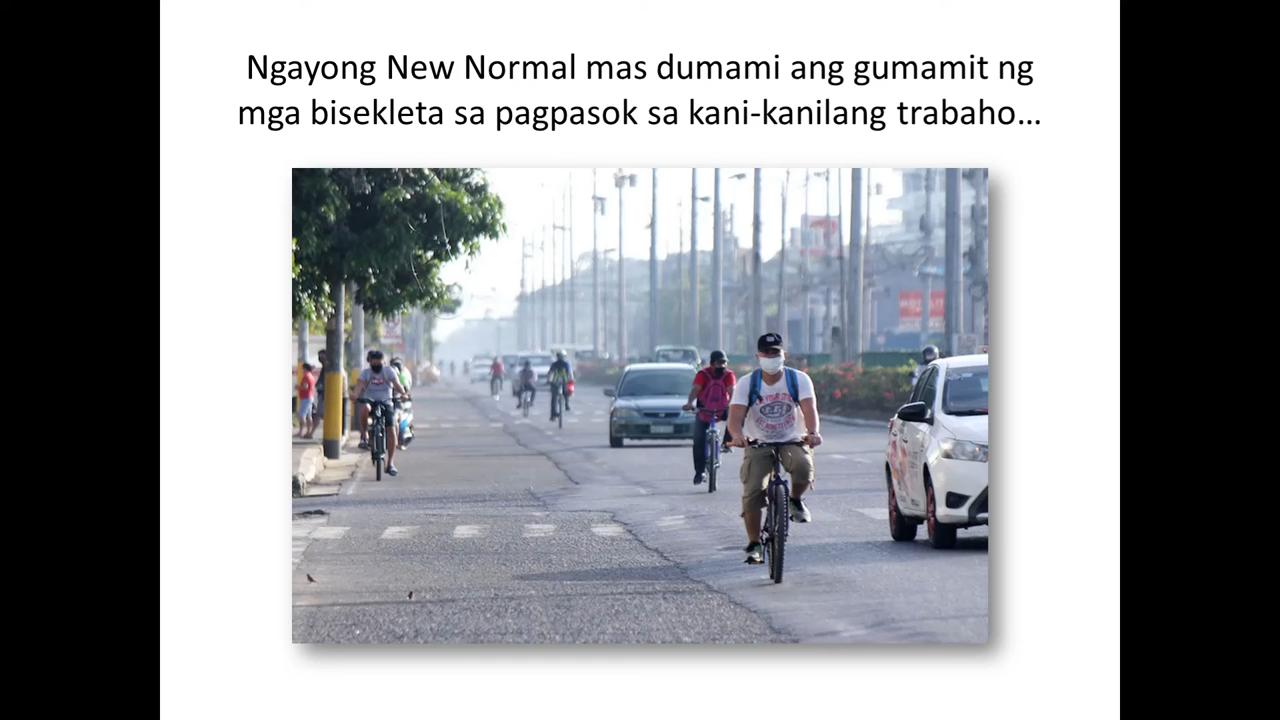 Ngayong New Normal mas dumami ang gumamit ng
mga bisekleta sa pagpasok sa kani-kanilang trabaho…